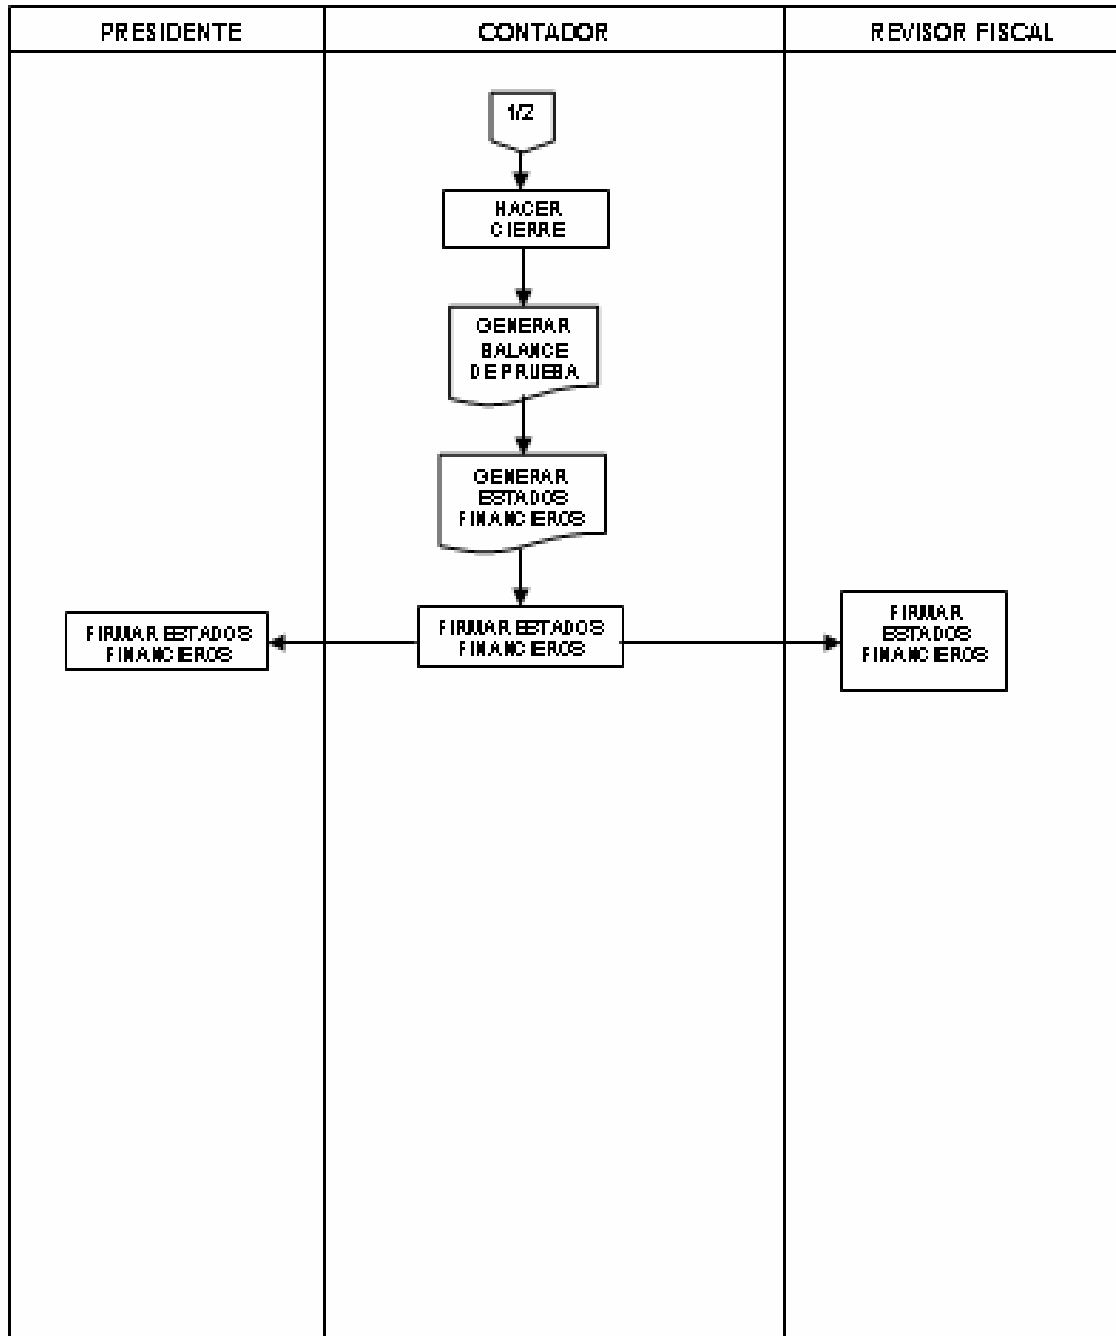 PRESIDENTE
CONTADOR
REVISOR FISCAL
1/2
HACER
CIERRE
GENERAR
BALANCE
DE PRUEBA
GENERAR
ESTADOS
FINANCIEROS
FIRMAR ESTADOS
FINANCIEROS
FIRMAR ESTADOS
FINANCIEROS
FIRMAR
ESTADOS
FINANCIEROS